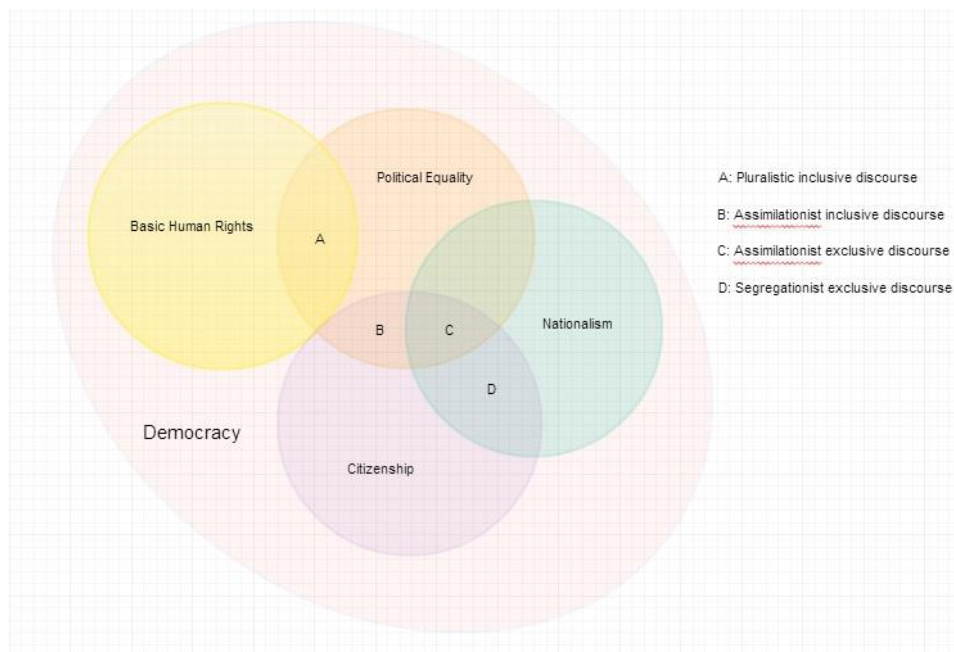 Political Equality
A: Pluralistic inclusive discourse
B: Assimilationist inclusive discourse
Basic Human Rights
A
C: Assimilationist exclusive discourse
D: Segregationist exclusive discourse
B
C
Nationalism
D
Democracy
Citizenship